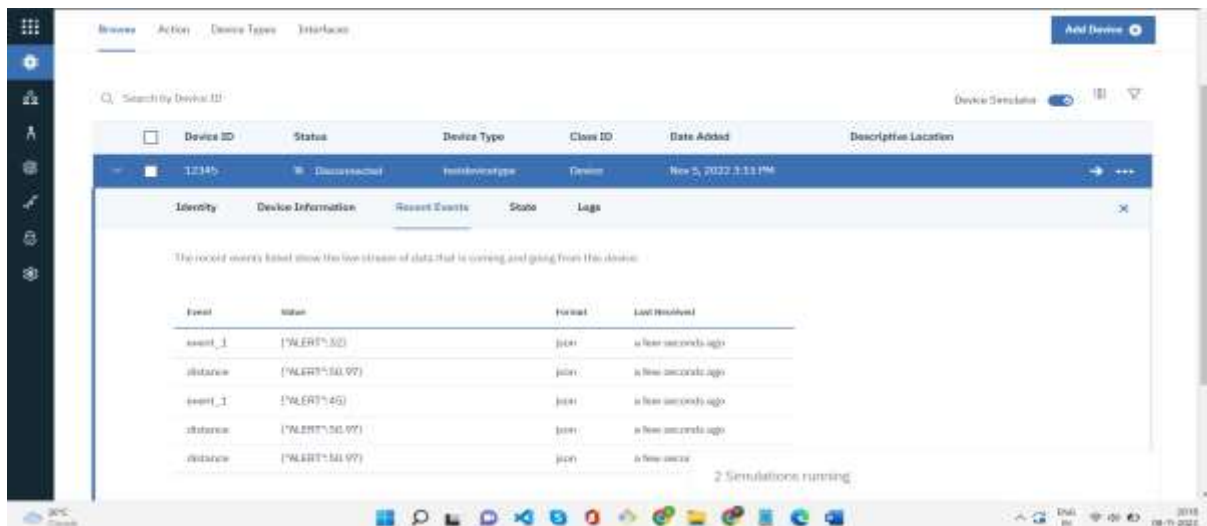 Browse Action Device Types Interfaces
Add Device
Search by Device ID
Device Simulator
Device ID Status Device Type Class ID Date Added Descriptive Location
12345 Disconnected testdevicetype Device Nov 5, 2022 3:33 PM
Identity Device Information Recent Events State Logs
The recent events listed show the live stream of data that is coming and going from this device.
Event Value Format Last Received
event_1 {"ALERT":32} json a few seconds ago
distance {"ALERT":50.97} json a few seconds ago
event_1 {"ALERT":45} json a few seconds ago
distance {"ALERT":50.97} json a few seconds ago
distance {"ALERT":50.97} json a few
2 Simulations running
ENG